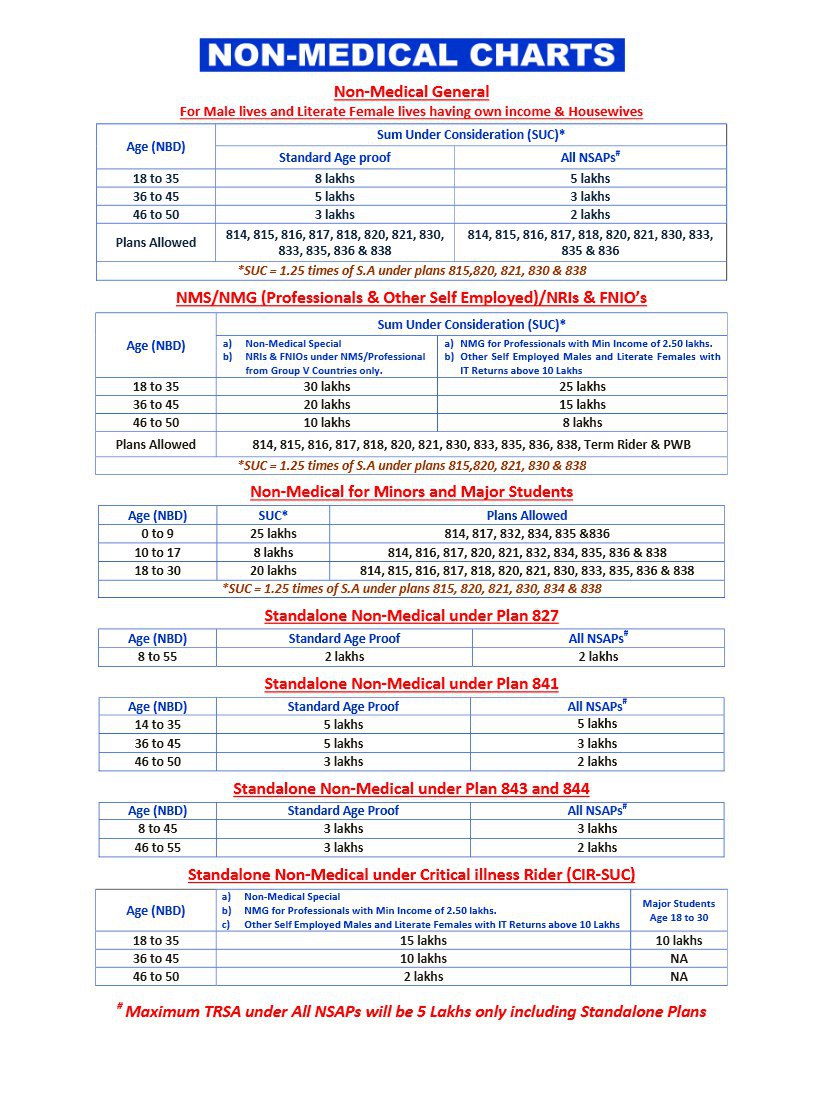 NON-MEDICAL CHARTS
Non-Medical General
For Male lives and Literate Female lives having own income & Housewives
Age (NBD) Sum Under Consideration (SUC)*
Standard Age proof All NSAPs#
18 to 35 8 lakhs 5 lakhs
36 to 45 5 lakhs 3 lakhs
46 to 50 3 lakhs 2 lakhs
Plans Allowed 814, 815, 816, 817, 818, 820, 821, 830, 833, 835, 836 & 838 814, 815, 816, 817, 818, 820, 821, 830, 833, 835 & 836
*SUC = 1.25 times of S.A under plans 815,820, 821, 830 & 838
NMS/NMG (Professionals & Other Self Employed)/NRIs & FNIO's
Age (NBD) Sum Under Consideration (SUC)*
a) Non-Medical Special
b) NRIs & FNIOs under NMS/Professional from Group V Countries only.
a) NMG for Professionals with Min Income of 2.50 lakhs.
b) Other Self Employed Males and Literate Females with IT Returns above 10 Lakhs
18 to 35 30 lakhs 25 lakhs
36 to 45 20 lakhs 15 lakhs
46 to 50 10 lakhs 8 lakhs
Plans Allowed 814, 815, 816, 817, 818, 820, 821, 830, 833, 835, 836, 838, Term Rider & PWB
*SUC = 1.25 times of S.A under plans 815,820, 821, 830 & 838
Non-Medical for Minors and Major Students
Age (NBD) SUC* Plans Allowed
0 to 9 25 lakhs 814, 817, 832, 834, 835 &836
10 to 17 8 lakhs 814, 816, 817, 820, 821, 832, 834, 835, 836 & 838
18 to 30 20 lakhs 814, 815, 816, 817, 818, 820, 821, 830, 833, 835, 836 & 838
*SUC = 1.25 times of S.A under plans 815, 820, 821, 830, 834 & 838
Standalone Non-Medical under Plan 827
Age (NBD) Standard Age Proof All NSAPs#
8 to 55 2 lakhs 2 lakhs
Standalone Non-Medical under Plan 841
Age (NBD) Standard Age Proof All NSAPs#
14 to 35 5 lakhs 5 lakhs
36 to 45 5 lakhs 3 lakhs
46 to 50 3 lakhs 2 lakhs
Standalone Non-Medical under Plan 843 and 844
Age (NBD) Standard Age Proof All NSAPs#
8 to 45 3 lakhs 3 lakhs
46 to 55 3 lakhs 2 lakhs
Standalone Non-Medical under Critical illness Rider (CIR-SUC)
Age (NBD)
a) Non-Medical Special
b) NMG for Professionals with Min Income of 2.50 lakhs.
c) Other Self Employed Males and Literate Females with IT Returns above 10 Lakhs
Major Students
Age 18 to 30
18 to 35 15 lakhs 10 lakhs
36 to 45 10 lakhs NA
46 to 50 2 lakhs NA
# Maximum TRSA under All NSAPs will be 5 Lakhs only including Standalone Plans